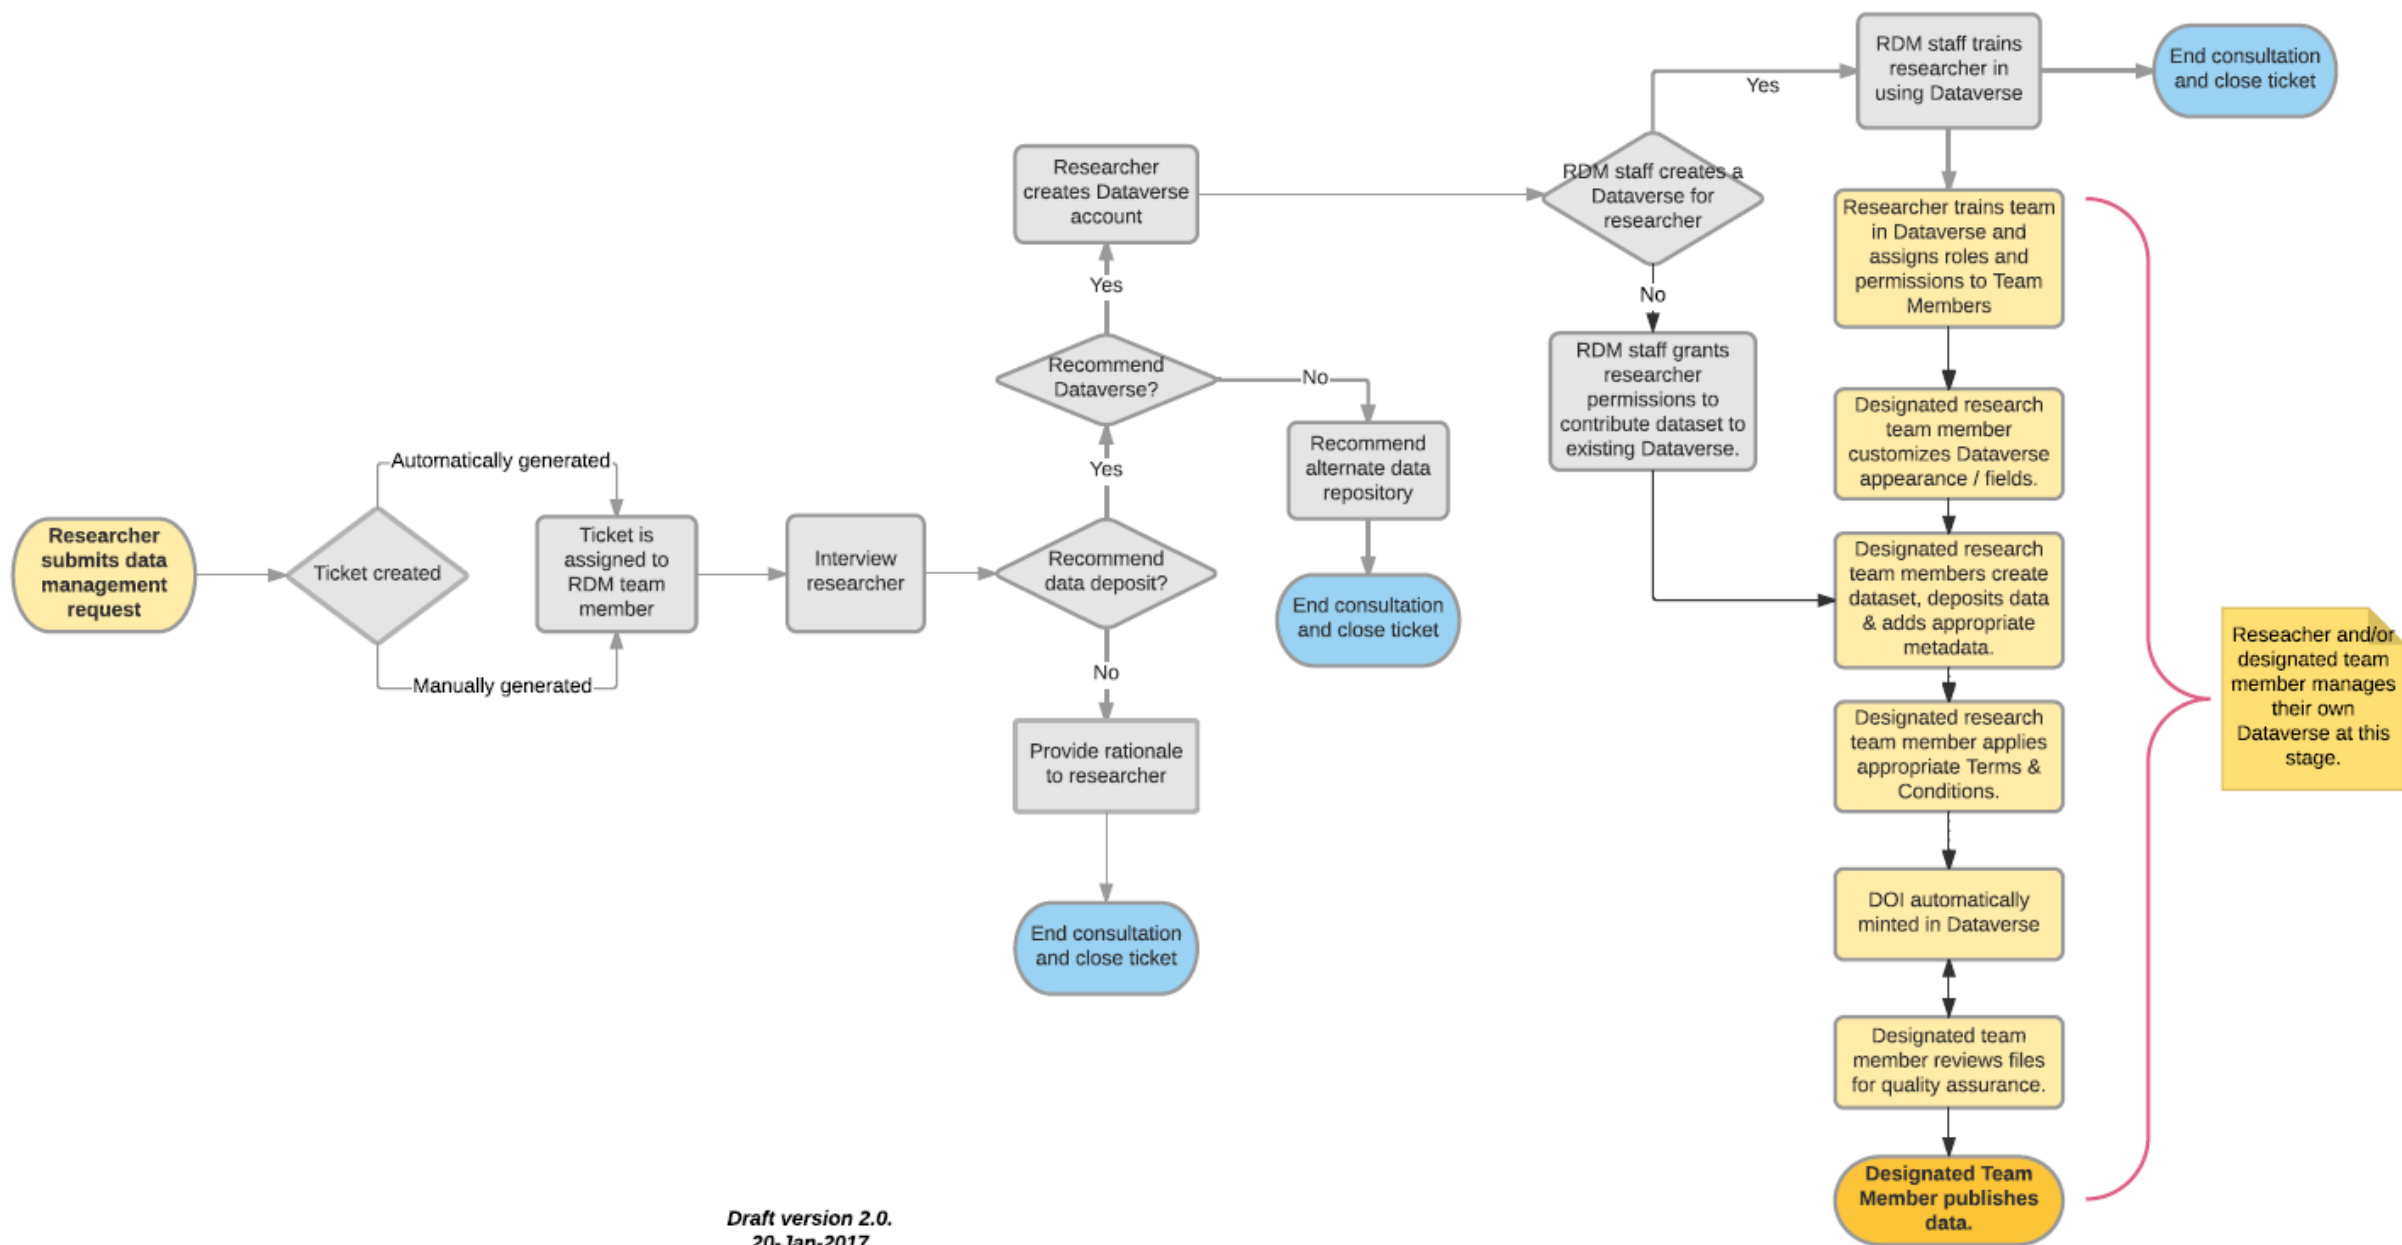 Researcher
submits data
management
request
Ticket created
Automatically generated
Manually generated
Ticket is
assigned to
RDM team
member
Interview
researcher
Recommend
data deposit?
Yes
No
Provide rationale
to researcher
End consultation
and close ticket
Recommend
Dataverse?
Yes
No
Recommend
alternate data
repository
End consultation
and close ticket
Researcher
creates Dataverse
account
RDM staff creates a
Dataverse for
researcher
Yes
No
RDM staff grants
researcher
permissions to
contribute dataset to
existing Dataverse.
RDM staff trains
researcher in
using Dataverse
End consultation
and close ticket
Researcher trains team
in Dataverse and
assigns roles and
permissions to Team
Members
Designated research
team member
customizes Dataverse
appearance / fields.
Designated research
team members create
dataset, deposits data
& adds appropriate
metadata.
Designated research
team member applies
appropriate Terms &
Conditions.
DOI automatically
minted in Dataverse
Designated team
member reviews files
for quality assurance.
Designated Team
Member publishes
data.
Reseacher and/or
designated team
member manages
their own
Dataverse at this
stage.
Draft version 2.0.
20-Jan-2017